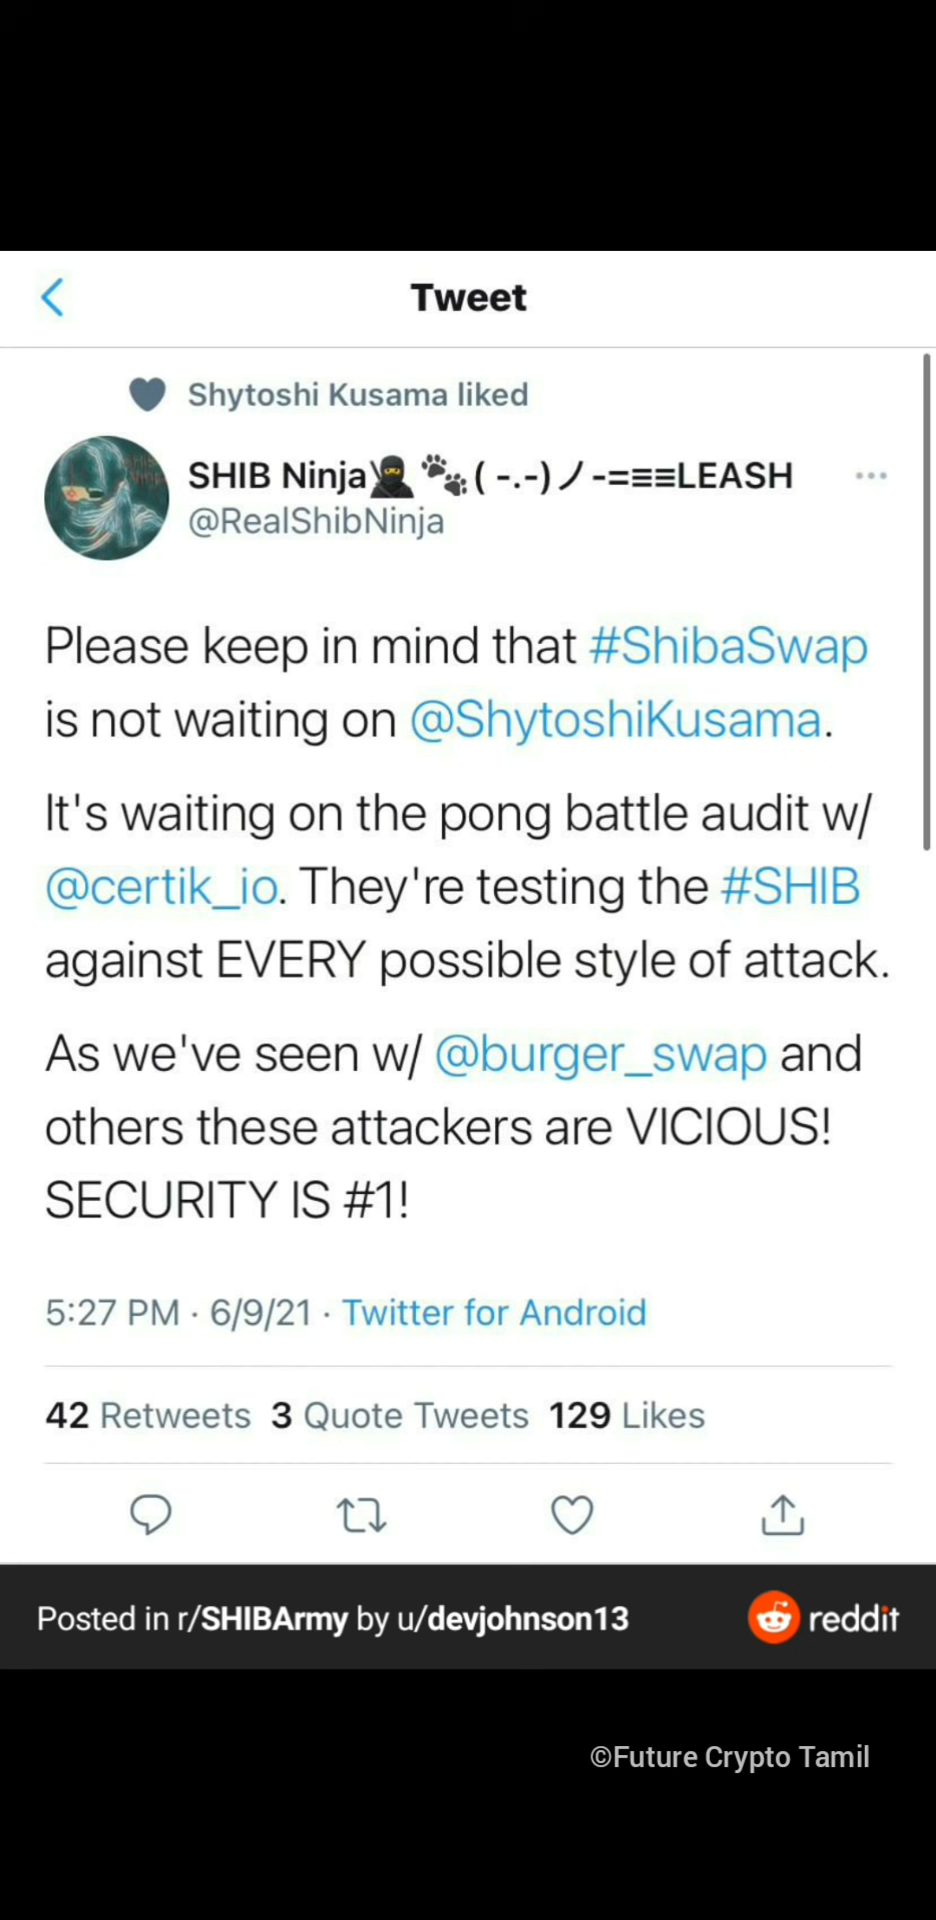 Tweet
Shytoshi Kusama liked
SHIB Ninja🥷🐾( -.-)ノ-=≡≡LEASH
@RealShibNinja
Please keep in mind that #ShibaSwap
is not waiting on @ShytoshiKusama.
It's waiting on the pong battle audit w/
@certik_io. They're testing the #SHIB
against EVERY possible style of attack.
As we've seen w/ @burger_swap and
others these attackers are VICIOUS!
SECURITY IS #1!
5:27 PM · 6/9/21 · Twitter for Android
42 Retweets 3 Quote Tweets 129 Likes
Posted in r/SHIBArmy by u/devjohnson13 reddit
©Future Crypto Tamil